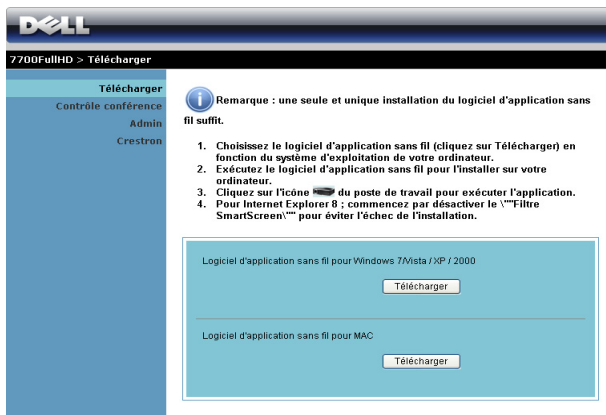 DELL
7700FullHD > Télécharger
Télécharger
Contrôle conférence
Admin
Crestron
Remarque : une seule et unique installation du logiciel d'application sans
fil suffit.
1. Choisissez le logiciel d'application sans fil (cliquez sur Télécharger) en
fonction du système d'exploitation de votre ordinateur.
2. Exécutez le logiciel d'application sans fil pour l'installer sur votre
ordinateur.
3. Cliquez sur l'icône du poste de travail pour exécuter l'application.
4. Pour Internet Explorer 8 ; commencez par désactiver le \""Filtre
SmartScreen\"" pour éviter l'échec de l'installation.
Logiciel d'application sans fil pour Windows 7/Vista / XP / 2000
Télécharger
Logiciel d'application sans fil pour MAC
Télécharger